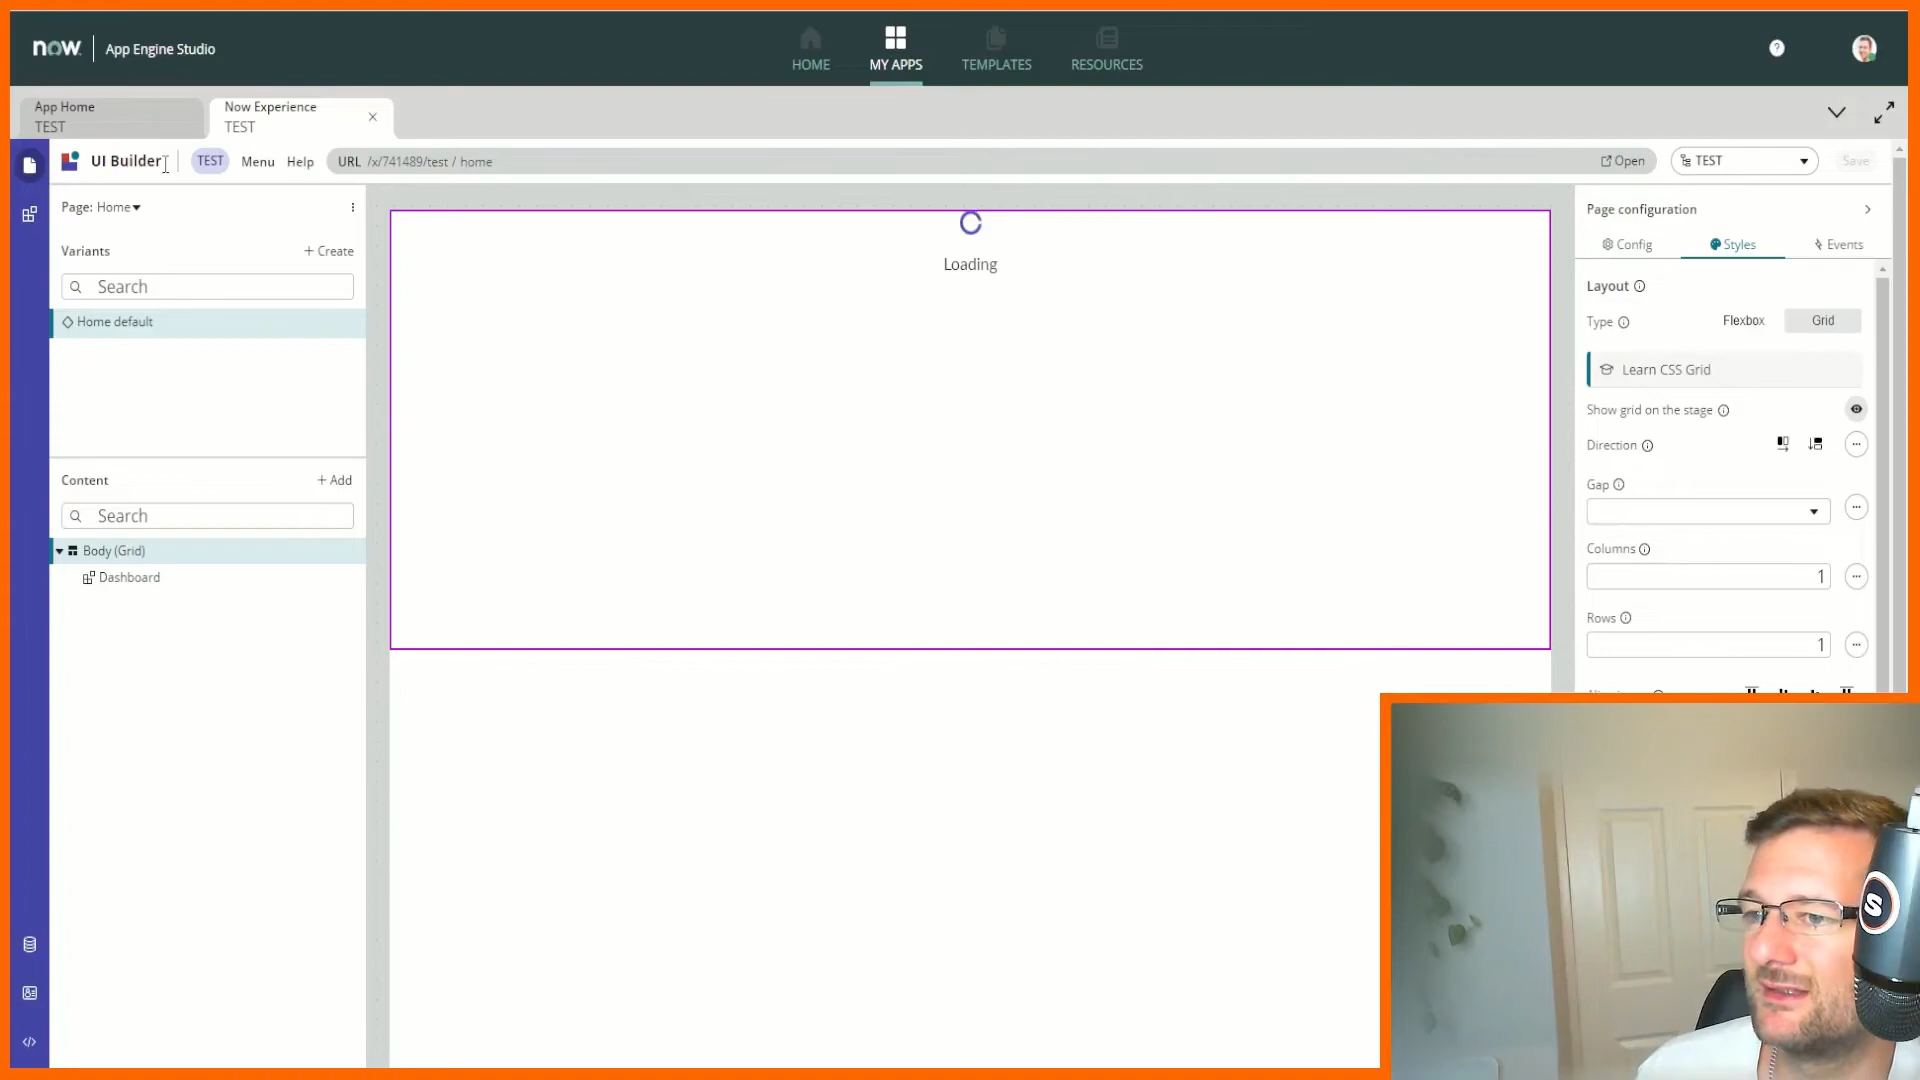 now. App Engine Studio
HOME
MY APPS
TEMPLATES
RESOURCES
?
App Home
TEST
Now Experience
TEST
UI Builder
TEST
Menu
Help
URL /x/741489/test / home
Open
TEST
Save
Page: Home
Variants
+ Create
Search
Home default
Content
+ Add
Search
Body (Grid)
Dashboard
Loading
Page configuration
Config
Styles
Events
Layout
Type
Flexbox
Grid
Learn CSS Grid
Show grid on the stage
Direction
Gap
Columns
1
Rows
1
S